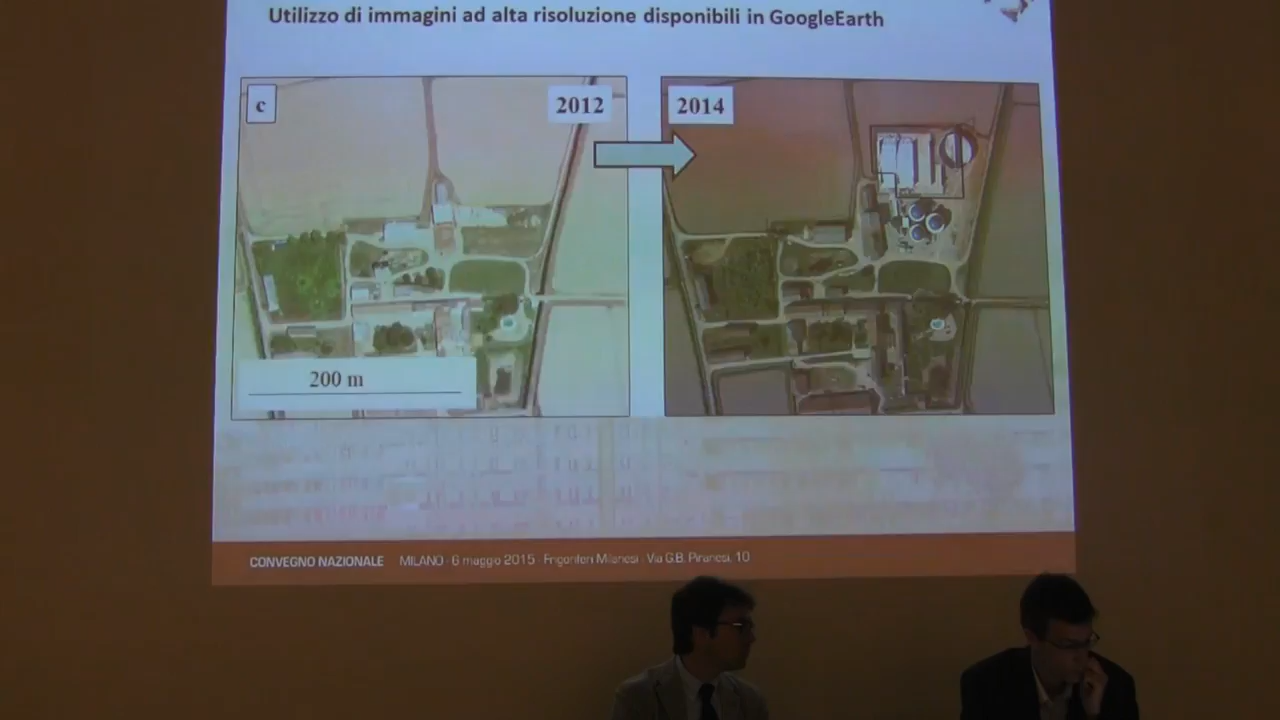 Utilizzo di immagini ad alta risoluzione disponibili in GoogleEarth
c
2012
2014
200 m
CONVEGNO NAZIONALE MILANO - 6 maggio 2015 - Frigoriferi Milanesi - Via G.B. Piranesi, 10